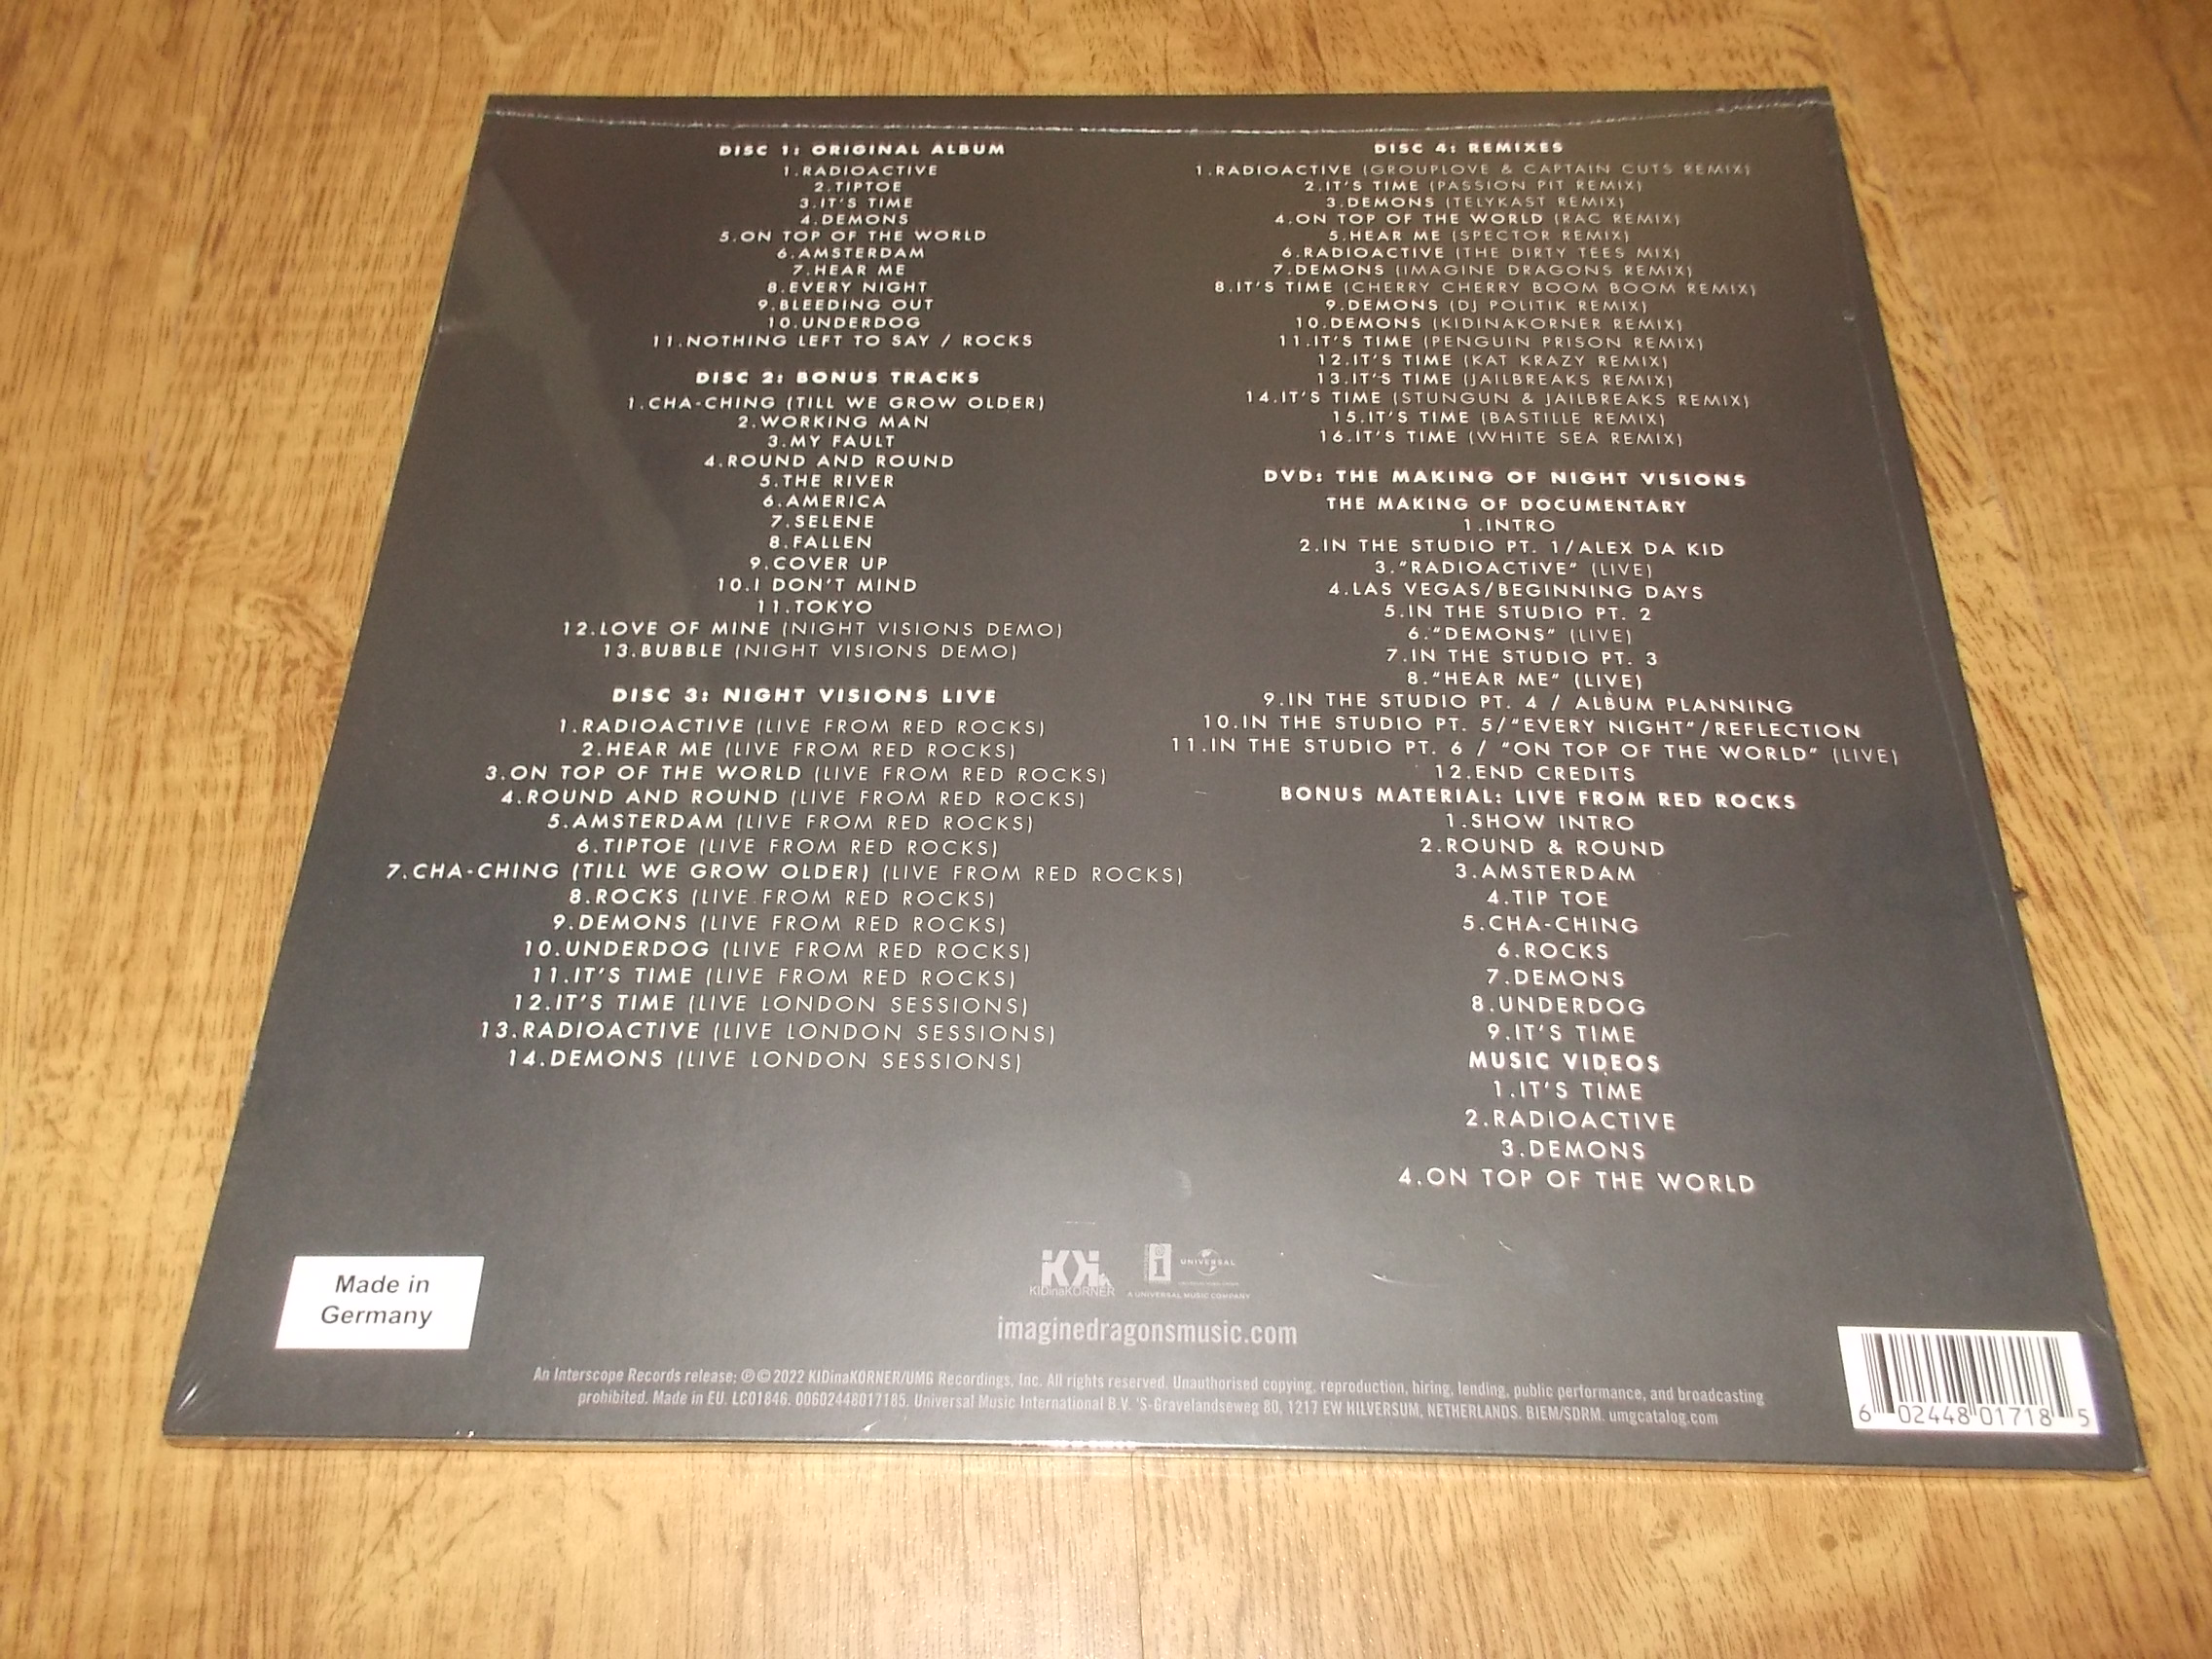 DISC 1: ORIGINAL ALBUM
1.RADIOACTIVE
2.TIPTOE
3.IT'S TIME
4.DEMONS
5.ON TOP OF THE WORLD
6.AMSTERDAM
7.HEAR ME
8.EVERY NIGHT
9.BLEEDING OUT
10.UNDERDOG
11.NOTHING LEFT TO SAY / ROCKS
DISC 2: BONUS TRACKS
1.CHA-CHING (TILL WE GROW OLDER)
2.WORKING MAN
3.MY FAULT
4.ROUND AND ROUND
5.THE RIVER
6.AMERICA
7.SELENE
8.FALLEN
9.COVER UP
10.I DON'T MIND
11.TOKYO
12.LOVE OF MINE (NIGHT VISIONS DEMO)
13.BUBBLE (NIGHT VISIONS DEMO)
DISC 3: NIGHT VISIONS LIVE
1.RADIOACTIVE (LIVE FROM RED ROCKS)
2.HEAR ME (LIVE FROM RED ROCKS)
3.ON TOP OF THE WORLD (LIVE FROM RED ROCKS)
4.ROUND AND ROUND (LIVE FROM RED ROCKS)
5.AMSTERDAM (LIVE FROM RED ROCKS)
6.TIPTOE (LIVE FROM RED ROCKS)
7.CHA-CHING (TILL WE GROW OLDER) (LIVE FROM RED ROCKS)
8.ROCKS (LIVE FROM RED ROCKS)
9.DEMONS (LIVE FROM RED ROCKS)
10.UNDERDOG (LIVE FROM RED ROCKS)
11.IT'S TIME (LIVE FROM RED ROCKS)
12.IT'S TIME (LIVE LONDON SESSIONS)
13.RADIOACTIVE (LIVE LONDON SESSIONS)
14.DEMONS (LIVE LONDON SESSIONS)
DISC 4: REMIXES
1.RADIOACTIVE (GROUPLOVE & CAPTAIN CUTS REMIX)
2.IT'S TIME (PASSION PIT REMIX)
3.DEMONS (TELYKAST REMIX)
4.ON TOP OF THE WORLD (RAC REMIX)
5.HEAR ME (SPECTOR REMIX)
6.RADIOACTIVE (THE DIRTY TEES MIX)
7.DEMONS (IMAGINE DRAGONS REMIX)
8.IT'S TIME (CHERRY CHERRY BOOM BOOM REMIX)
9.DEMONS (DJ POLITIK REMIX)
10.DEMONS (KIDINAKORNER REMIX)
11.IT'S TIME (PENGUIN PRISON REMIX)
12.IT'S TIME (KAT KRAZY REMIX)
13.IT'S TIME (JAILBREAKS REMIX)
14.IT'S TIME (STUNGUN & JAILBREAKS REMIX)
15.IT'S TIME (BASTILLE REMIX)
16.IT'S TIME (WHITE SEA REMIX)
DVD: THE MAKING OF NIGHT VISIONS
THE MAKING OF DOCUMENTARY
1.INTRO
2.IN THE STUDIO PT. 1/ALEX DA KID
3."RADIOACTIVE" (LIVE)
4.LAS VEGAS/BEGINNING DAYS
5.IN THE STUDIO PT. 2
6."DEMONS" (LIVE)
7.IN THE STUDIO PT. 3
8."HEAR ME" (LIVE)
9.IN THE STUDIO PT. 4 / ALBUM PLANNING
10.IN THE STUDIO PT. 5/"EVERY NIGHT"/REFLECTION
11.IN THE STUDIO PT. 6 / "ON TOP OF THE WORLD" (LIVE)
12.END CREDITS
BONUS MATERIAL: LIVE FROM RED ROCKS
1.SHOW INTRO
2.ROUND & ROUND
3.AMSTERDAM
4.TIP TOE
5.CHA-CHING
6.ROCKS
7.DEMONS
8.UNDERDOG
9.IT'S TIME
MUSIC VIDEOS
1.IT'S TIME
2.RADIOACTIVE
3.DEMONS
4.ON TOP OF THE WORLD
Made in
Germany
KIDinaKORNER
UNIVERSAL
A UNIVERSAL MUSIC COMPANY
imaginedragonsmusic.com
An Interscope Records release; ℗ © 2022 KIDinaKORNER/UMG Recordings, Inc. All rights reserved. Unauthorised copying, reproduction, hiring, lending, public performance, and broadcasting
prohibited. Made in EU. LC01846. 00602448017185. Universal Music International B.V. 'S-Gravelandseweg 80, 1217 EW HILVERSUM, NETHERLANDS. BIEM/SDRM. umgcatalog.com
6 02448 01718 5